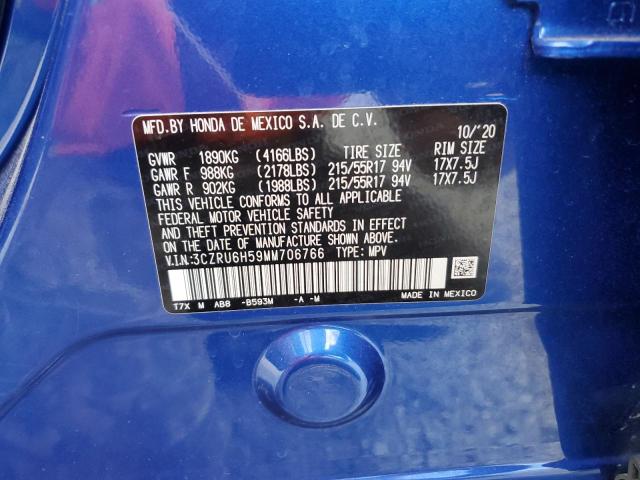 MFD.BY HONDA DE MEXICO S.A. DE C.V.
10/'20
GVWR 1890KG (4166LBS) TIRE SIZE RIM SIZE
GAWR F 988KG (2178LBS) 215/55R17 94V 17X7.5J
GAWR R 902KG (1988LBS) 215/55R17 94V 17X7.5J
THIS VEHICLE CONFORMS TO ALL APPLICABLE
FEDERAL MOTOR VEHICLE SAFETY
AND THEFT PREVENTION STANDARDS IN EFFECT
ON THE DATE OF MANUFACTURE SHOWN ABOVE.
V.I.N:3CZRU6H59MM706766 TYPE: MPV
T7X M AB8 -B593M -A -M MADE IN MEXICO